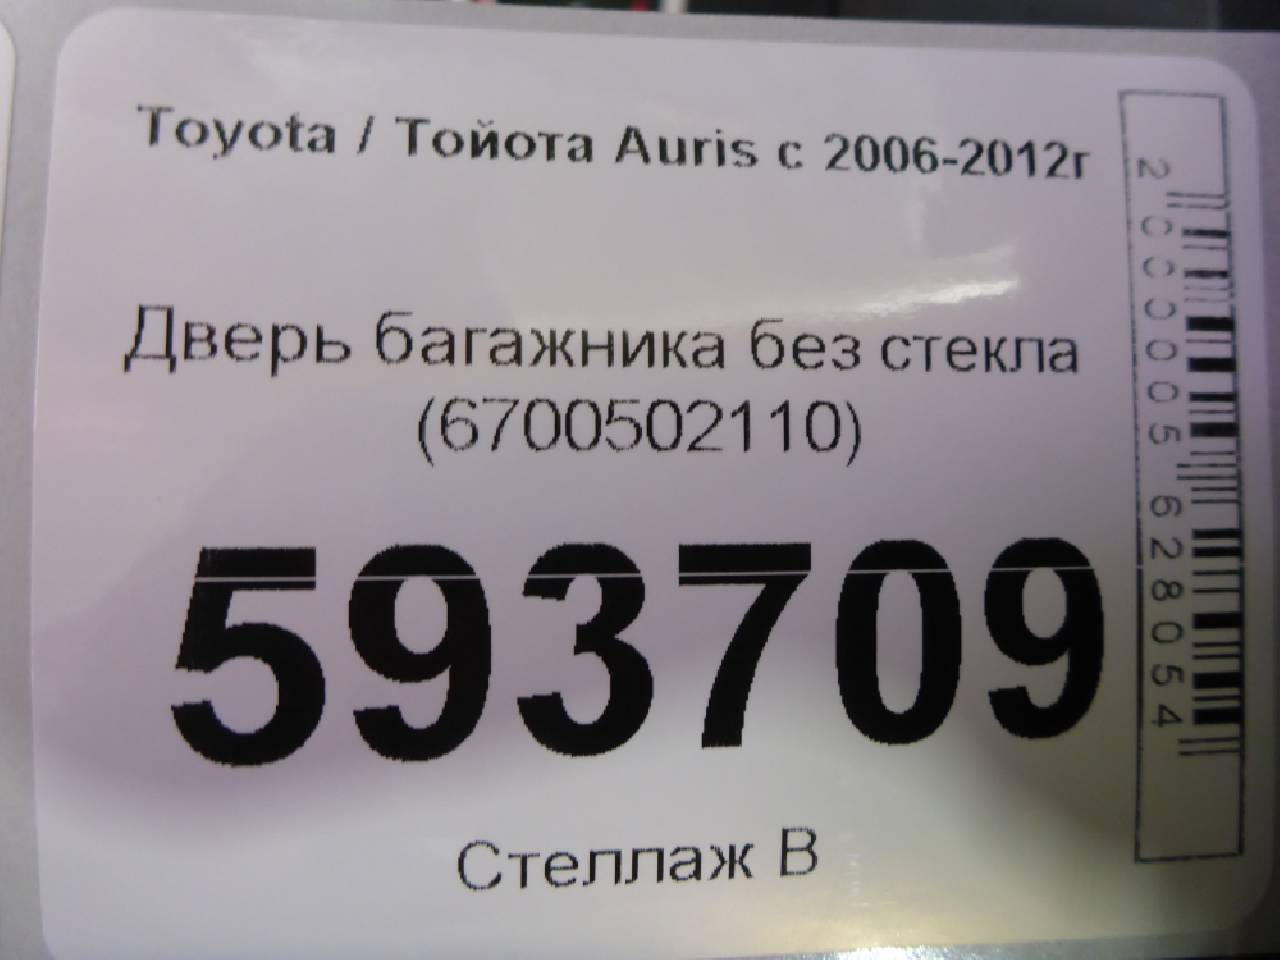 Toyota / Тойота Auris с 2006-2012г
Дверь багажника без стекла
(6700502110)
593709
Стеллаж В
2000005628054